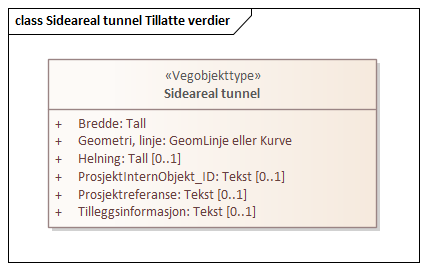 class Sideareal tunnel Tillatte verdier
«Vegobjekttype»
Sideareal tunnel
+ Bredde: Tall
+ Geometri, linje: GeomLinje eller Kurve
+ Helning: Tall [0..1]
+ ProsjektInternObjekt_ID: Tekst [0..1]
+ Prosjektreferanse: Tekst [0..1]
+ Tilleggsinformasjon: Tekst [0..1]